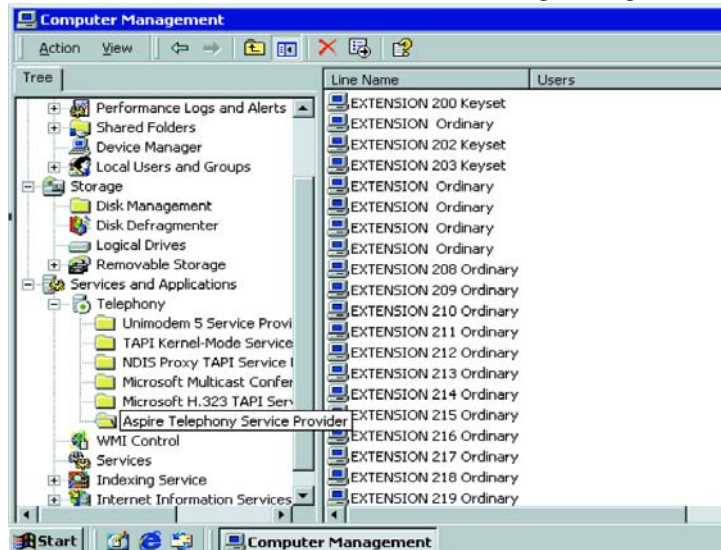 Computer Management
Action View
Tree
Line Name Users
Performance Logs and Alerts
Shared Folders
Device Manager
Local Users and Groups
Storage
Disk Management
Disk Defragmenter
Logical Drives
Removable Storage
Services and Applications
Telephony
Unimodem 5 Service Provi
TAPI Kernel-Mode Service
NDIS Proxy TAPI Service
Microsoft Multicast Confer
Microsoft H.323 TAPI Serv
Aspire Telephony Service Provider
WMI Control
Services
Indexing Service
Internet Information Services
EXTENSION 200 Keyset
EXTENSION Ordinary
EXTENSION 202 Keyset
EXTENSION 203 Keyset
EXTENSION Ordinary
EXTENSION Ordinary
EXTENSION Ordinary
EXTENSION Ordinary
EXTENSION 208 Ordinary
EXTENSION 209 Ordinary
EXTENSION 210 Ordinary
EXTENSION 211 Ordinary
EXTENSION 212 Ordinary
EXTENSION 213 Ordinary
EXTENSION 214 Ordinary
EXTENSION 215 Ordinary
EXTENSION 216 Ordinary
EXTENSION 217 Ordinary
EXTENSION 218 Ordinary
EXTENSION 219 Ordinary
Start Computer Management